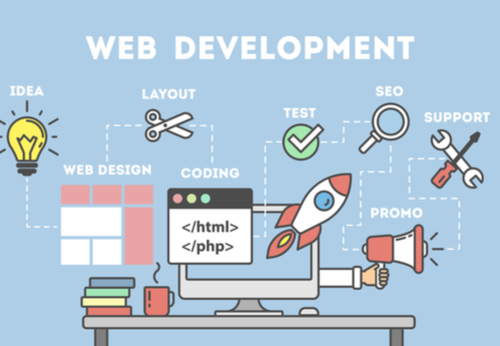 WEB DEVELOPMENT
IDEA
LAYOUT
SEO
TEST
SUPPORT
WEB DESIGN
CODING
</html>
</php>
PROMO